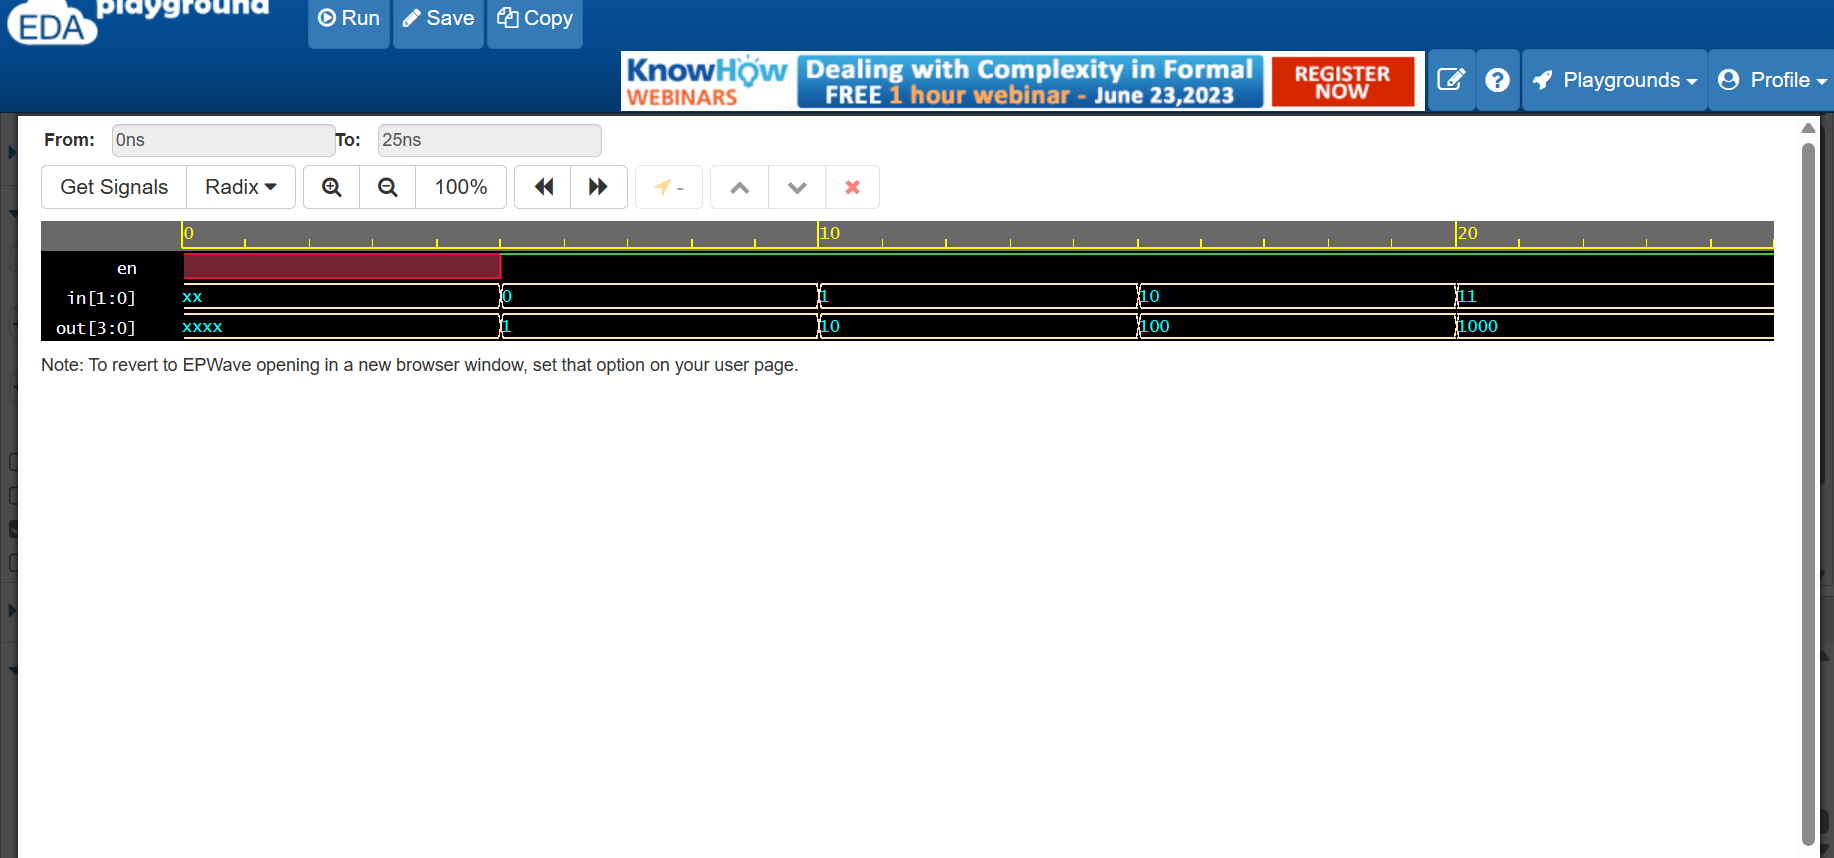 playground
EDA
Run
Save
Copy
KnowHow
WEBINARS
Dealing with Complexity in Formal
FREE 1 hour webinar - June 23,2023
REGISTER
NOW
Playgrounds
Profile
From:
0ns
To:
25ns
Get Signals
Radix
100%
-
0
10
20
en
in[1:0]
xx
0
1
10
11
out[3:0]
xxxx
1
10
100
1000
Note: To revert to EPWave opening in a new browser window, set that option on your user page.